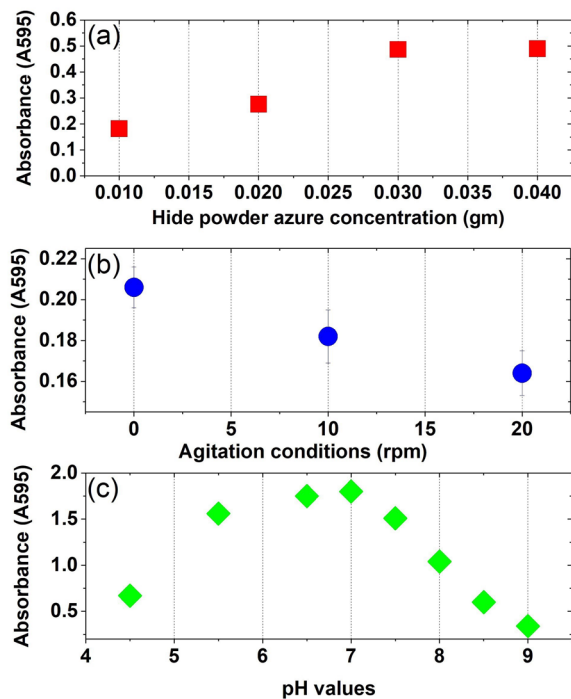 (a)
Absorbance (A595)
0.6
0.5
0.4
0.3
0.2
0.1
0.0
0.010 0.015 0.020 0.025 0.030 0.035 0.040
Hide powder azure concentration (gm)
(b)
Absorbance (A595)
0.22
0.20
0.18
0.16
0 5 10 15 20
Agitation conditions (rpm)
(c)
Absorbance (A595)
2.0
1.5
1.0
0.5
4 5 6 7 8 9
pH values